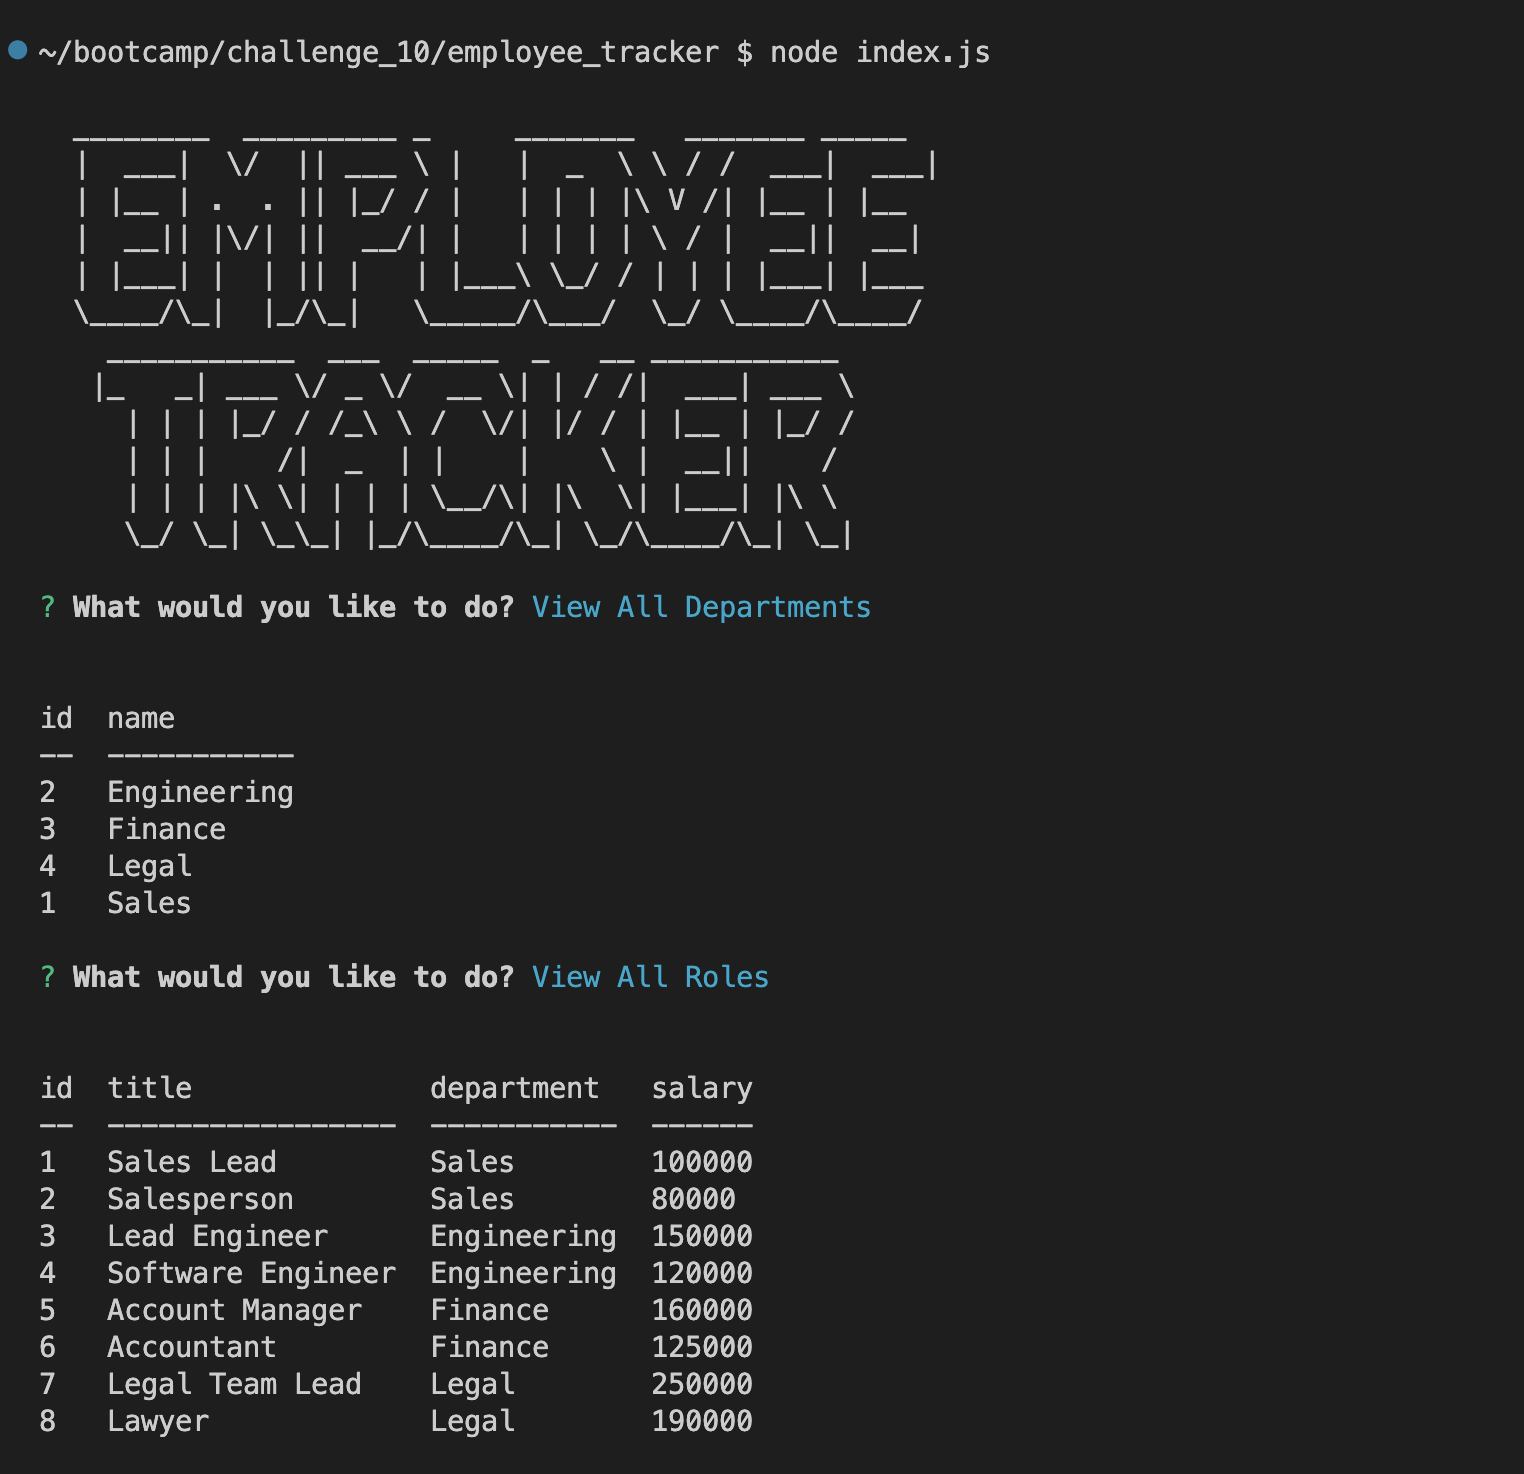 ~/bootcamp/challenge_10/employee_tracker $ node index.js
EMPLOYEE
TRACKER
? What would you like to do? View All Departments
id  name
--  -----------
2   Engineering
3   Finance
4   Legal
1   Sales
? What would you like to do? View All Roles
id  title              department   salary
--  -----------------  -----------  ------
1   Sales Lead         Sales        100000
2   Salesperson        Sales        80000
3   Lead Engineer      Engineering  150000
4   Software Engineer  Engineering  120000
5   Account Manager    Finance      160000
6   Accountant         Finance      125000
7   Legal Team Lead    Legal        250000
8   Lawyer             Legal        190000